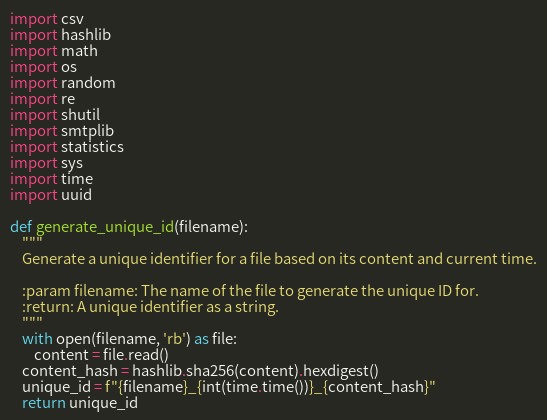 import csv
import hashlib
import math
import os
import random
import re
import shutil
import smtplib
import statistics
import sys
import time
import uuid

def generate_unique_id(filename):
    """
    Generate a unique identifier for a file based on its content and current time.

    :param filename: The name of the file to generate the unique ID for.
    :return: A unique identifier as a string.
    """
    with open(filename, 'rb') as file:
        content = file.read()
    content_hash = hashlib.sha256(content).hexdigest()
    unique_id = f"{filename}_{int(time.time())}_{content_hash}"
    return unique_id